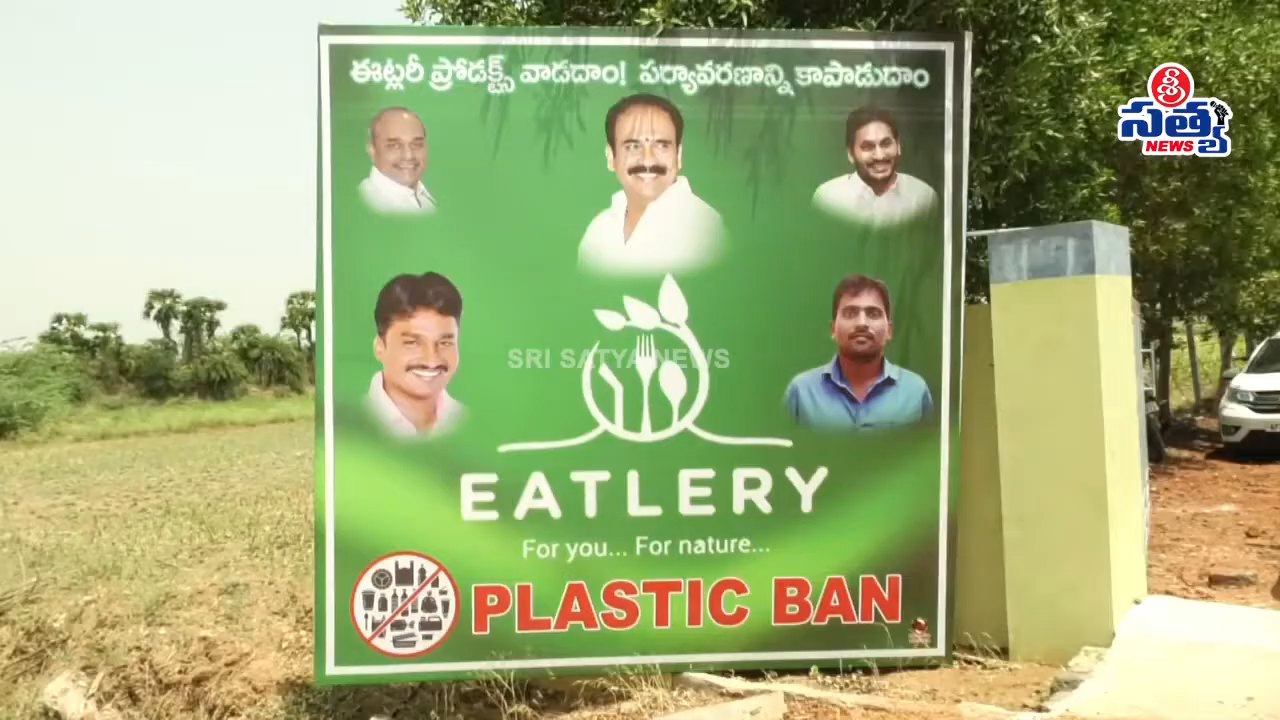 ఈట్లరీ ప్రోడక్ట్స్ వాడదాం! పర్యావరణాన్ని కాపాడుదాం
శ్రీ
సత్య
NEWS
SRI SATYA NEWS
EATLERY
For you... For nature...
PLASTIC BAN